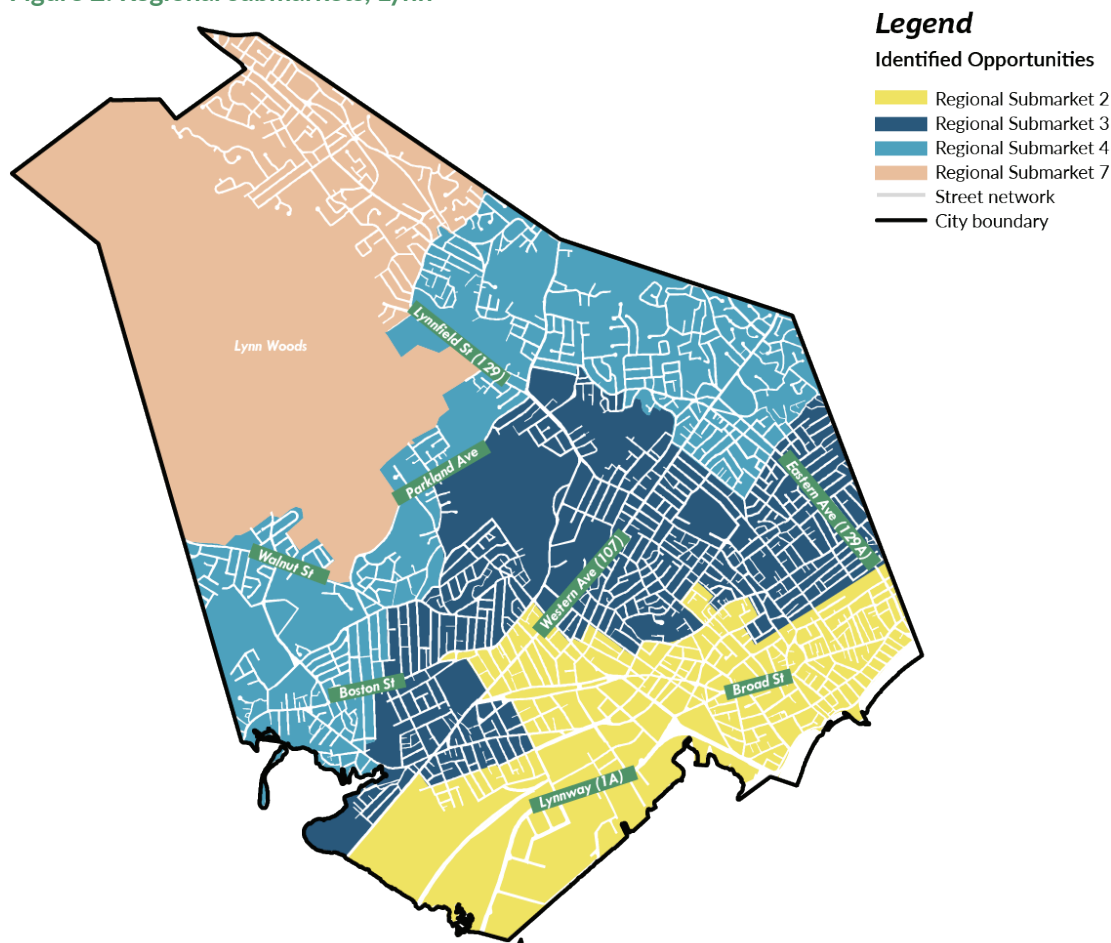 Legend
Identified Opportunities
Regional Submarket 2
Regional Submarket 3
Regional Submarket 4
Regional Submarket 7
Street network
City boundary
Lynn Woods
Lynnfield St (129)
Parkland Ave
Eastern Ave (129A)
Walnut St
Western Ave (107)
Boston St
Broad St
Lynnway (1A)